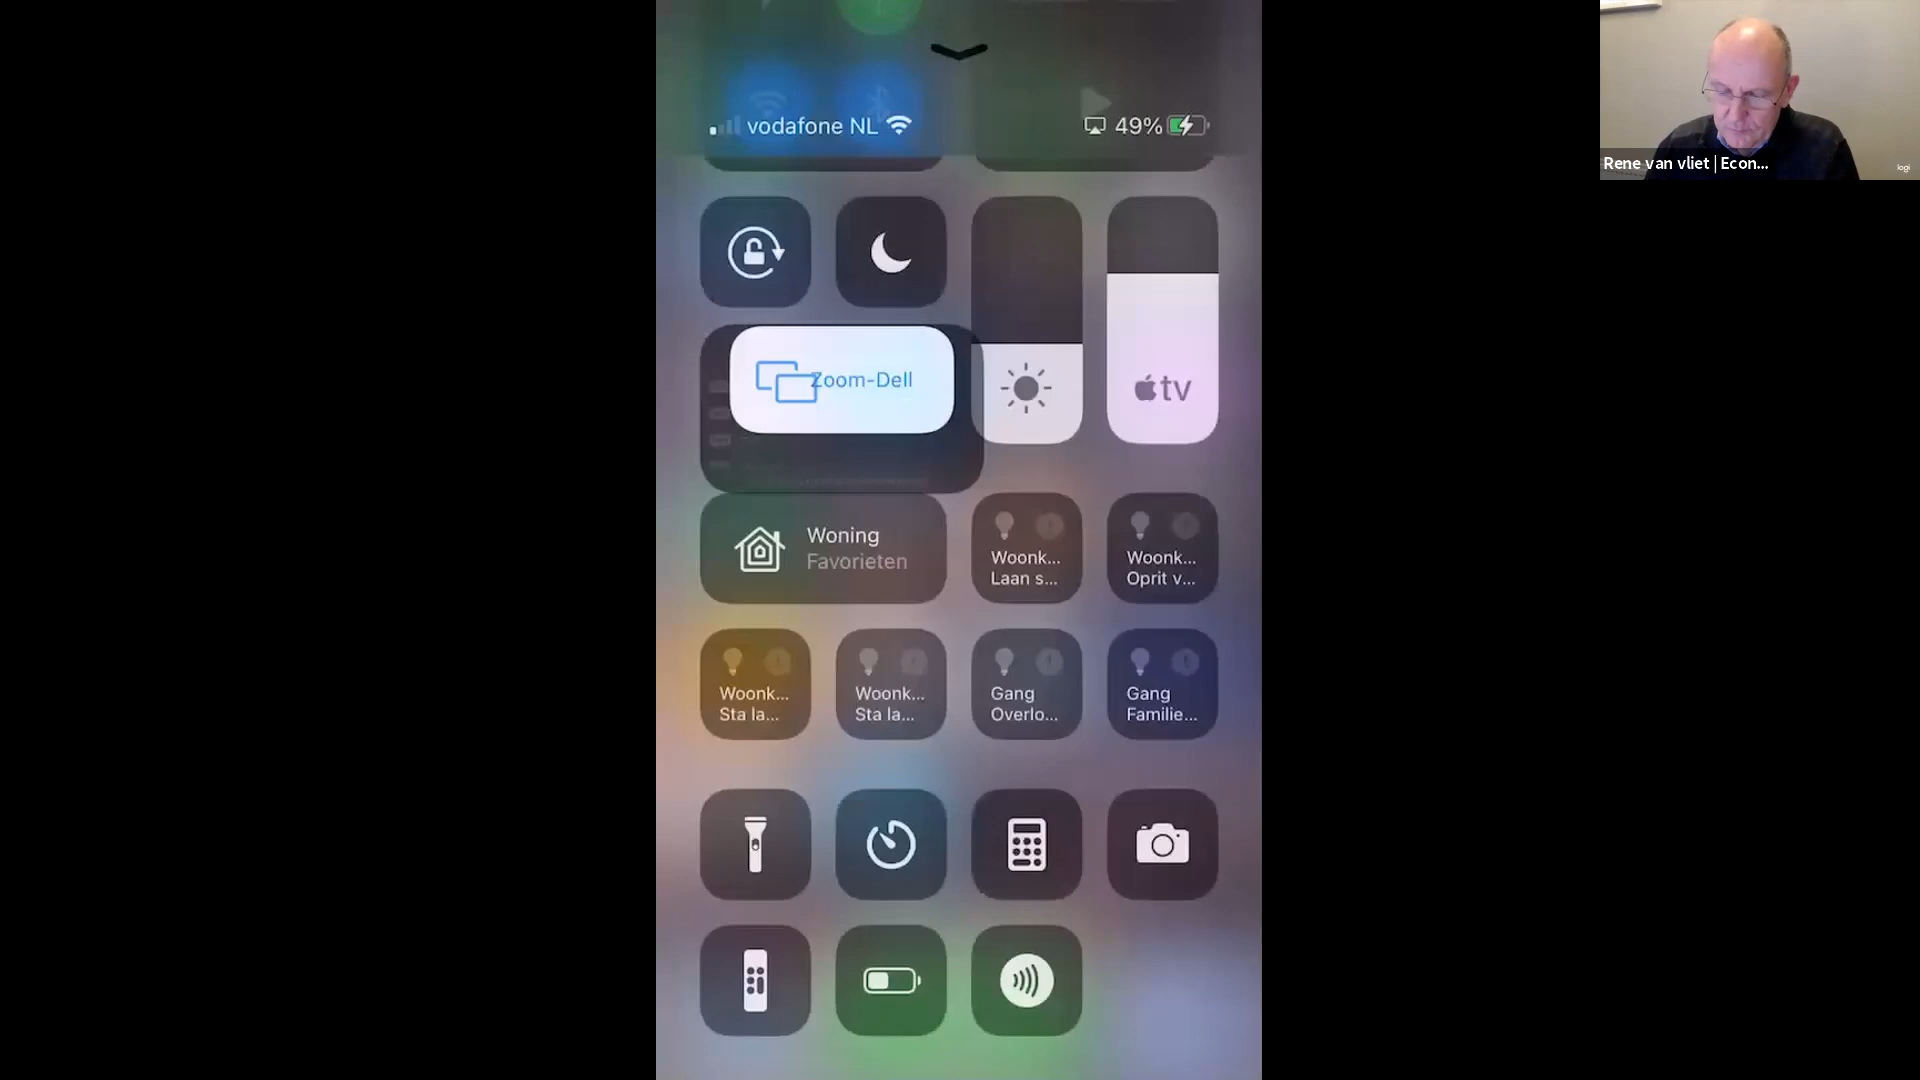 vodafone NL
49%
Rene van vliet | Econ...
logi
Zoom-Dell
tv
Woning
Favorieten
Woonk...
Laan s...
Woonk...
Oprit v...
Woonk...
Sta la...
Woonk...
Sta la...
Gang
Overlo...
Gang
Familie...